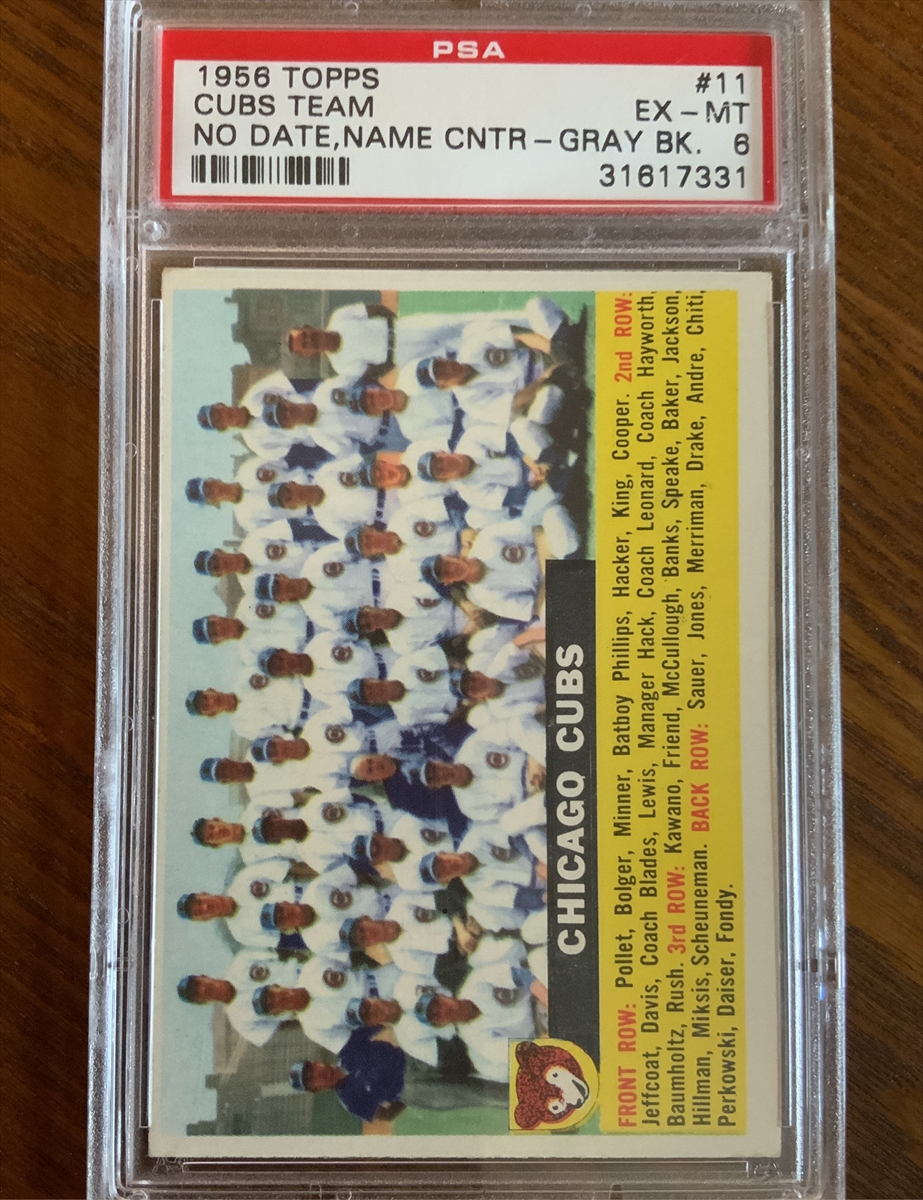 PSA
1956 TOPPS #11
CUBS TEAM EX-MT
NO DATE,NAME CNTR-GRAY BK. 6
31617331
CHICAGO CUBS
FRONT ROW: Pollet, Bolger, Minner, Batboy Phillips, Hacker, King, Cooper. 2nd ROW:
Jeffcoat, Davis, Coach Blades, Lewis, Manager Hack, Coach Leonard, Coach Hayworth,
Baumholtz, Rush. 3rd ROW: Kawano, Friend, McCullough, Banks, Speake, Baker, Jackson,
Hillman, Miksis, Scheuneman. BACK ROW: Sauer, Jones, Merriman, Drake, Andre, Chiti,
Perkowski, Daiser, Fondy.